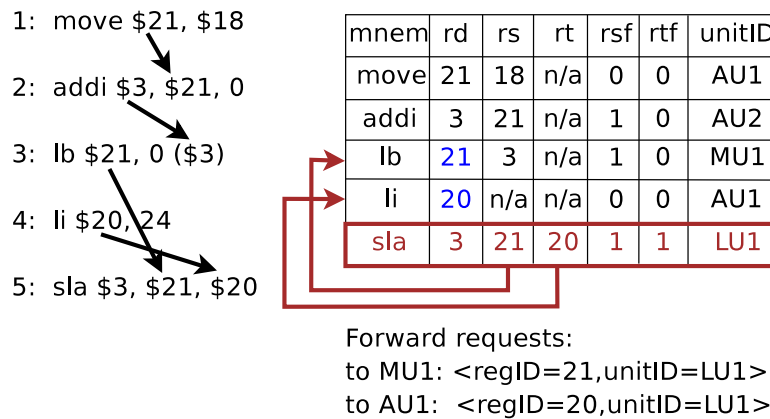 1: move $21, $18
2: addi $3, $21, 0
3: lb $21, 0 ($3)
4: li $20, 24
5: sla $3, $21, $20
mnem rd rs rt rsf rtf unitID
move 21 18 n/a 0 0 AU1
addi 3 21 n/a 1 0 AU2
lb 21 3 n/a 1 0 MU1
li 20 n/a n/a 0 0 AU1
sla 3 21 20 1 1 LU1
Forward requests:
to MU1: <regID=21,unitID=LU1>
to AU1: <regID=20,unitID=LU1>